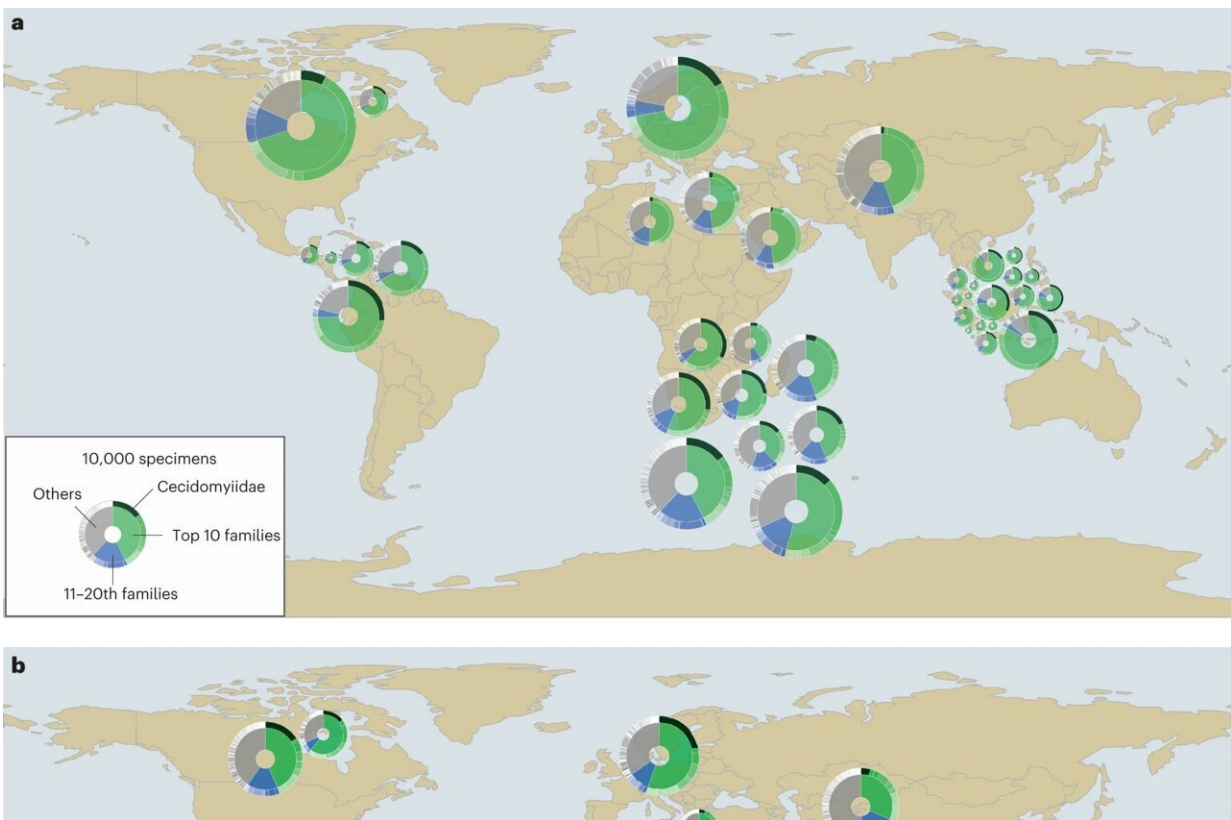 a
10,000 specimens
Others
Cecidomyiidae
Top 10 families
11–20th families
b